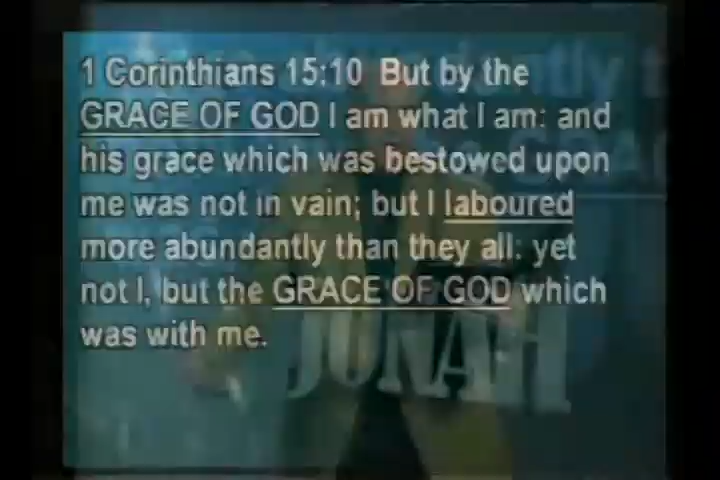 1 Corinthians 15:10 But by the
GRACE OF GOD I am what I am: and
his grace which was bestowed upon
me was not in vain; but I laboured
more abundantly than they all: yet
not I, but the GRACE OF GOD which
was with me.
JONAH